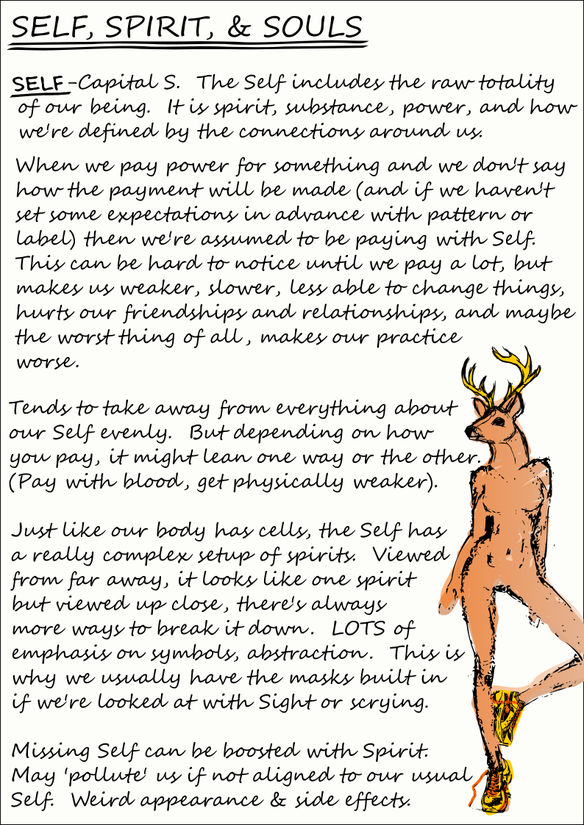 SELF, SPIRIT, & SOULS
SELF-Capital S. The Self includes the raw totality
of our being. It is spirit, substance, power, and how
we're defined by the connections around us.
When we pay power for something and we don't say
how the payment will be made (and if we haven't
set some expectations in advance with pattern or
label) then we're assumed to be paying with Self.
This can be hard to notice until we pay a lot, but
makes us weaker, slower, less able to change things,
hurts our friendships and relationships, and maybe
the worst thing of all, makes our practice
worse.
Tends to take away from everything about
our Self evenly. But depending on how
you pay, it might lean one way or the other.
(Pay with blood, get physically weaker).
Just like our body has cells, the Self has
a really complex setup of spirits. Viewed
from far away, it looks like one spirit
but viewed up close, there's always
more ways to break it down. LOTS of
emphasis on symbols, abstraction. This is
why we usually have the masks built in
if we're looked at with Sight or scrying.
Missing Self can be boosted with Spirit.
May 'pollute' us if not aligned to our usual
Self. Weird appearance & side effects.